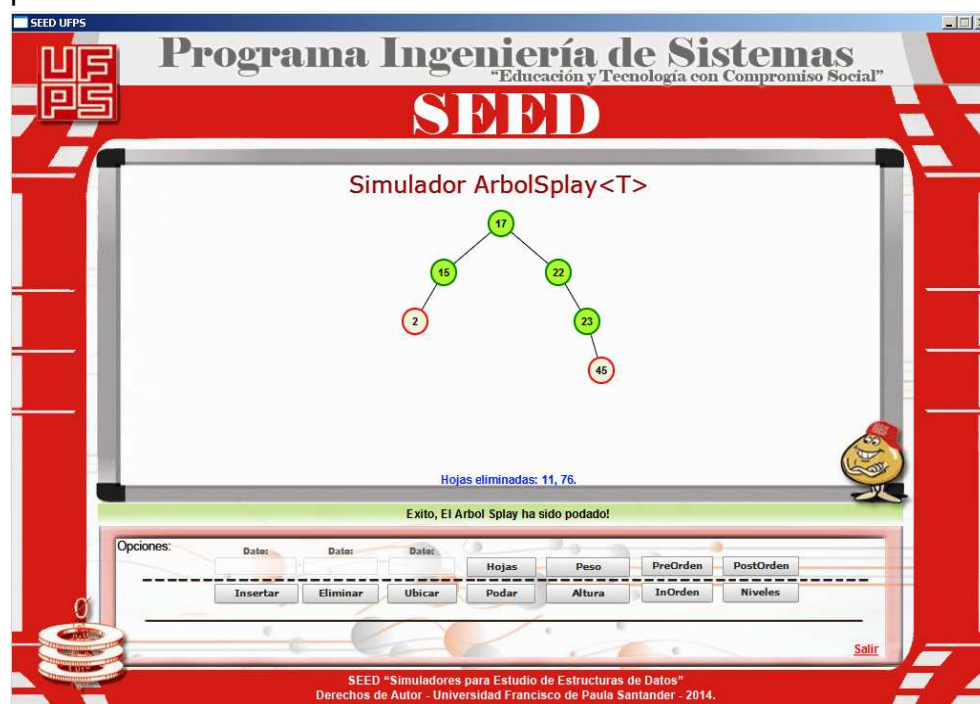 SEED UFPS
UFPS
Programa Ingeniería de Sistemas
“Educación y Tecnología con Compromiso Social”
SEED
Simulador ArbolSplay<T>
17
15
22
2
23
45
Hojas eliminadas: 11, 76.
Exito, El Arbol Splay ha sido podado!
Opciones:
Dato: Dato: Dato:
Hojas Peso PreOrden PostOrden
Insertar Eliminar Ubicar Podar Altura InOrden Niveles
Salir
SEED “Simuladores para Estudio de Estructuras de Datos”
Derechos de Autor - Universidad Francisco de Paula Santander - 2014.